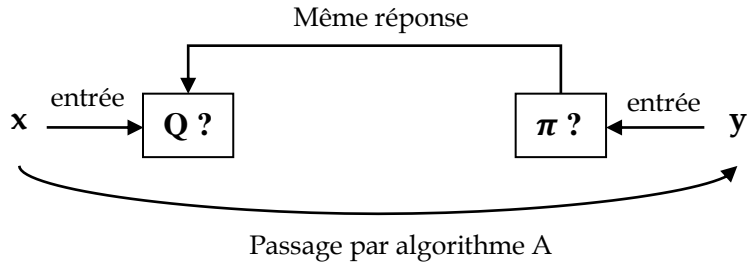 Même réponse
entrée
entrée
x
Q ?
π ?
y
Passage par algorithme A